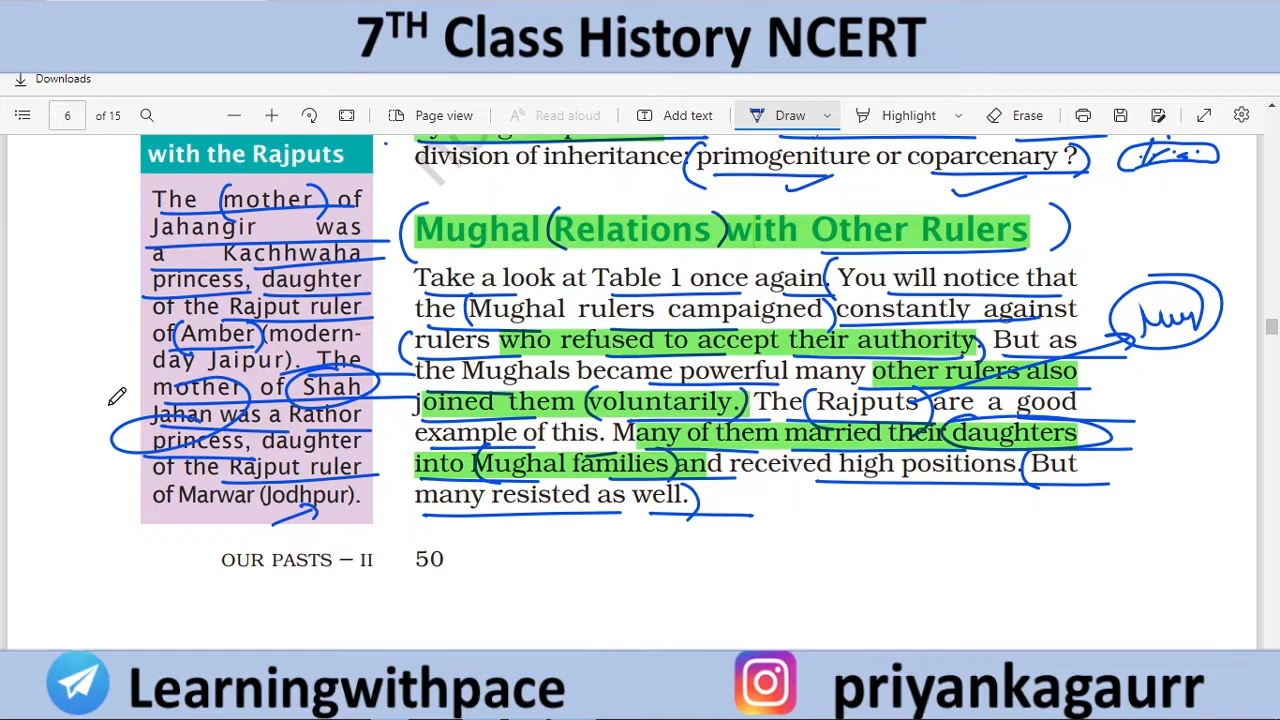 7TH Class History NCERT
Downloads
6 of 15
Page view
Read aloud
Add text
Draw
Highlight
Erase
with the Rajputs
The mother of
Jahangir was
a Kachhwaha
princess, daughter
of the Rajput ruler
of Amber (modern-
day Jaipur). The
mother of Shah
Jahan was a Rathor
princess, daughter
of the Rajput ruler
of Marwar (Jodhpur).
division of inheritance: primogeniture or coparcenary ?
Mughal Relations with Other Rulers
Take a look at Table 1 once again. You will notice that
the Mughal rulers campaigned constantly against
rulers who refused to accept their authority. But as
the Mughals became powerful many other rulers also
joined them voluntarily. The Rajputs are a good
example of this. Many of them married their daughters
into Mughal families and received high positions. But
many resisted as well.
OUR PASTS – II 50
Learningwithpace
priyankagaurr